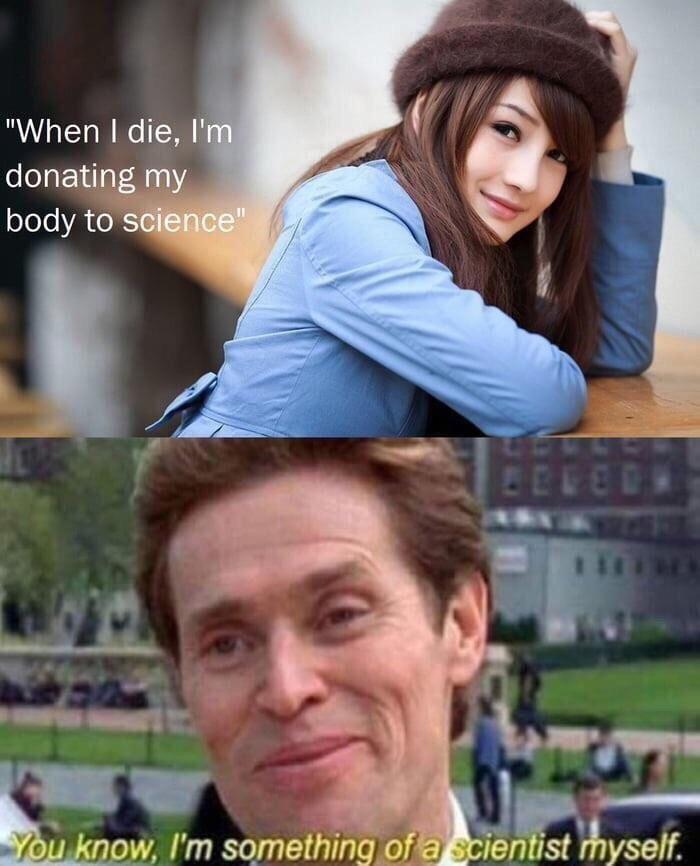 "When I die, I'm
donating my
body to science"
You know, I'm something of a scientist myself.